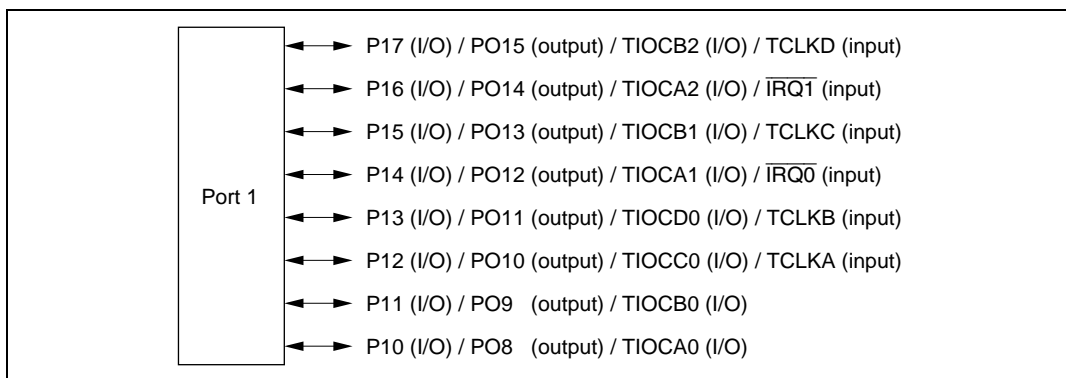 Port 1
P17 (I/O) / PO15 (output) / TIOCB2 (I/O) / TCLKD (input)
P16 (I/O) / PO14 (output) / TIOCA2 (I/O) / I̅R̅Q̅1̅ (input)
P15 (I/O) / PO13 (output) / TIOCB1 (I/O) / TCLKC (input)
P14 (I/O) / PO12 (output) / TIOCA1 (I/O) / I̅R̅Q̅0̅ (input)
P13 (I/O) / PO11 (output) / TIOCD0 (I/O) / TCLKB (input)
P12 (I/O) / PO10 (output) / TIOCC0 (I/O) / TCLKA (input)
P11 (I/O) / PO9 (output) / TIOCB0 (I/O)
P10 (I/O) / PO8 (output) / TIOCA0 (I/O)